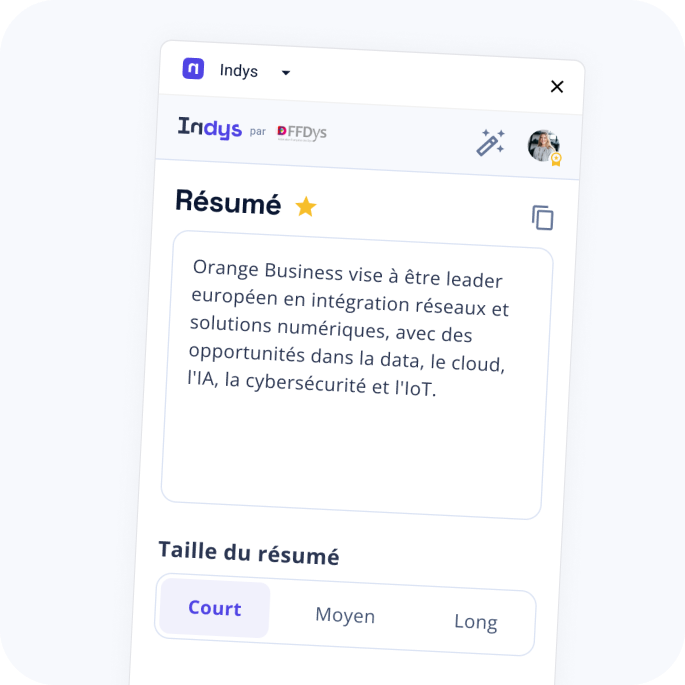 Indys
Indys par DFFDys
Résumé
Orange Business vise à être leader
européen en intégration réseaux et
solutions numériques, avec des
opportunités dans la data, le cloud,
l'IA, la cybersécurité et l'IoT.
Taille du résumé
Court Moyen Long